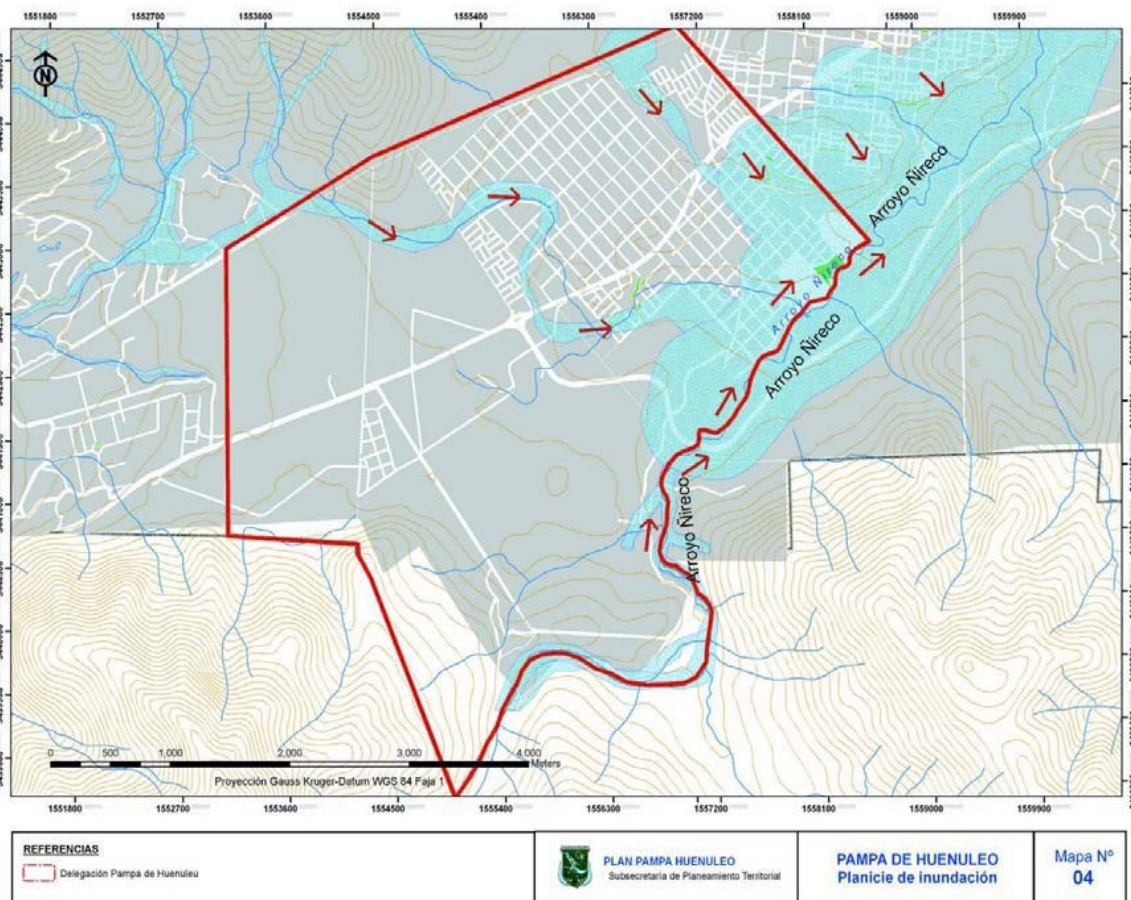 1551800 1552700 1553600 1554500 1555400 1556300 1557200 1558100 1559000 1559900
N
Arroyo Ñireco
Arroyo Ñireco
Arroyo Ñireco
Arroyo Ñireco
0 500 1.000 2.000 3.000 4.000
Meters
Proyección Gauss Kruger-Datum WGS 84 Faja 1
1551800 1552700 1553600 1554500 1555400 1556300 1557200 1558100 1559000 1559900
REFERENCIAS
Delegación Pampa de Huenuleu
PLAN PAMPA HUENULEO
Subsecretaria de Planeamiento Territorial
PAMPA DE HUENULEO
Planicie de inundación
Mapa Nº
04